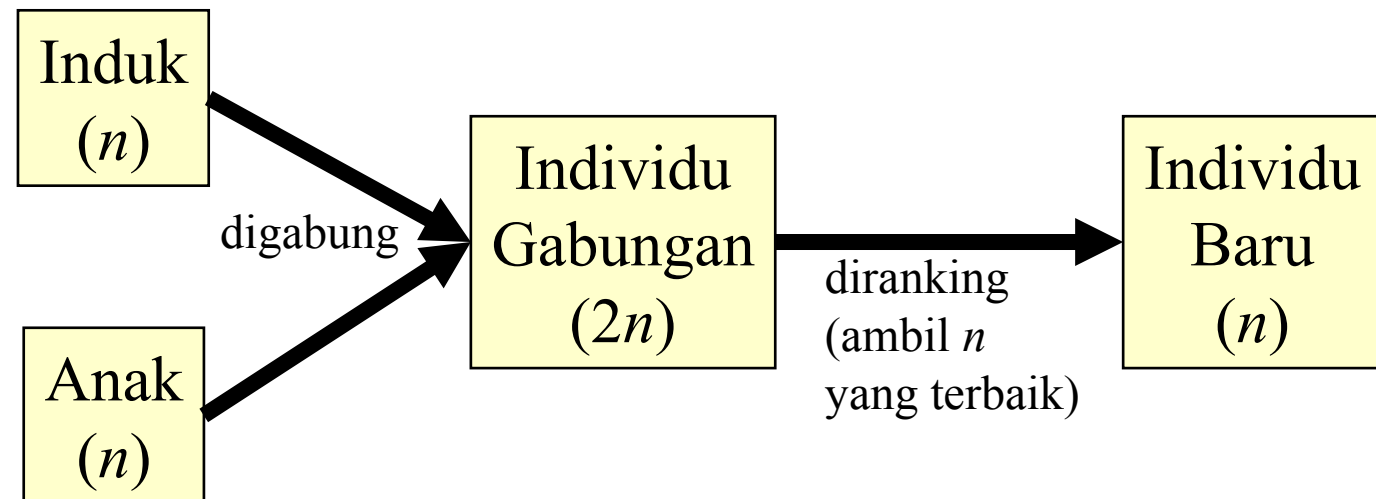 Induk
(n)
digabung
Anak
(n)
Individu
Gabungan
(2n)
diranking
(ambil n
yang terbaik)
Individu
Baru
(n)